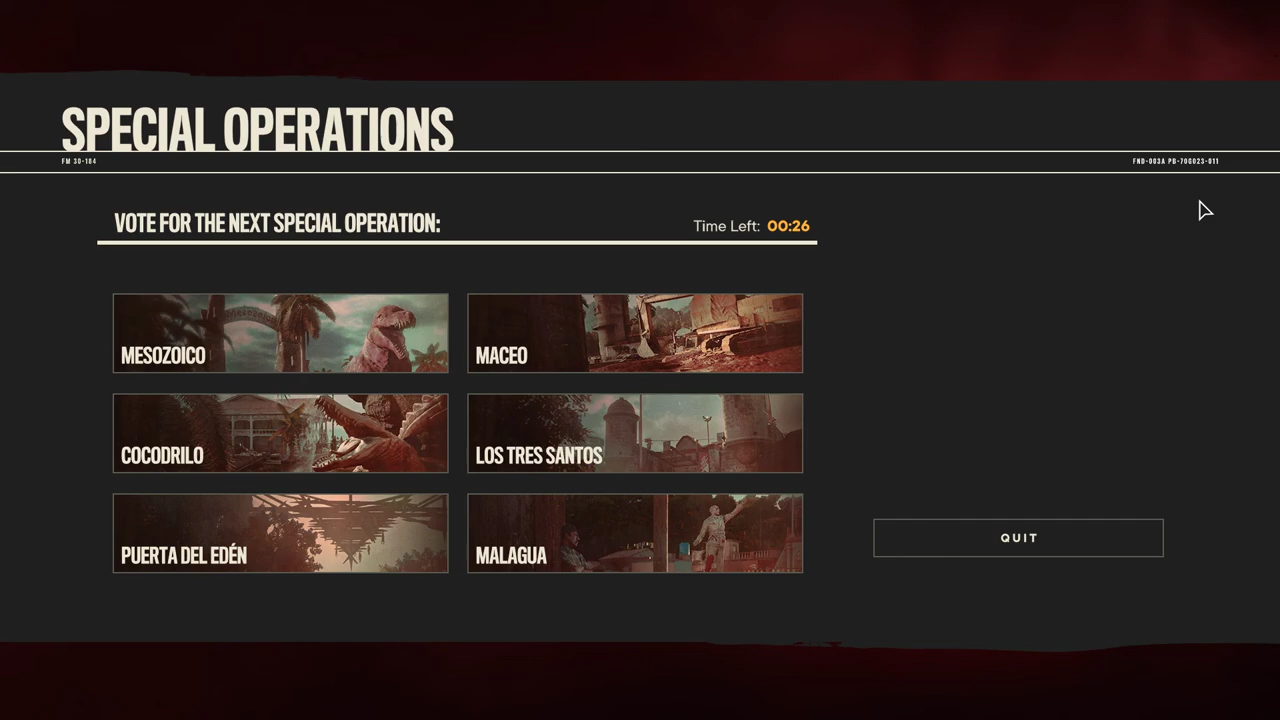 SPECIAL OPERATIONS
FM 30-184
FND-003A PB-700023-011
VOTE FOR THE NEXT SPECIAL OPERATION:
Time Left: 00:26
MESOZOICO
MACEO
COCODRILO
LOS TRES SANTOS
PUERTA DEL EDÉN
MALAGUA
QUIT